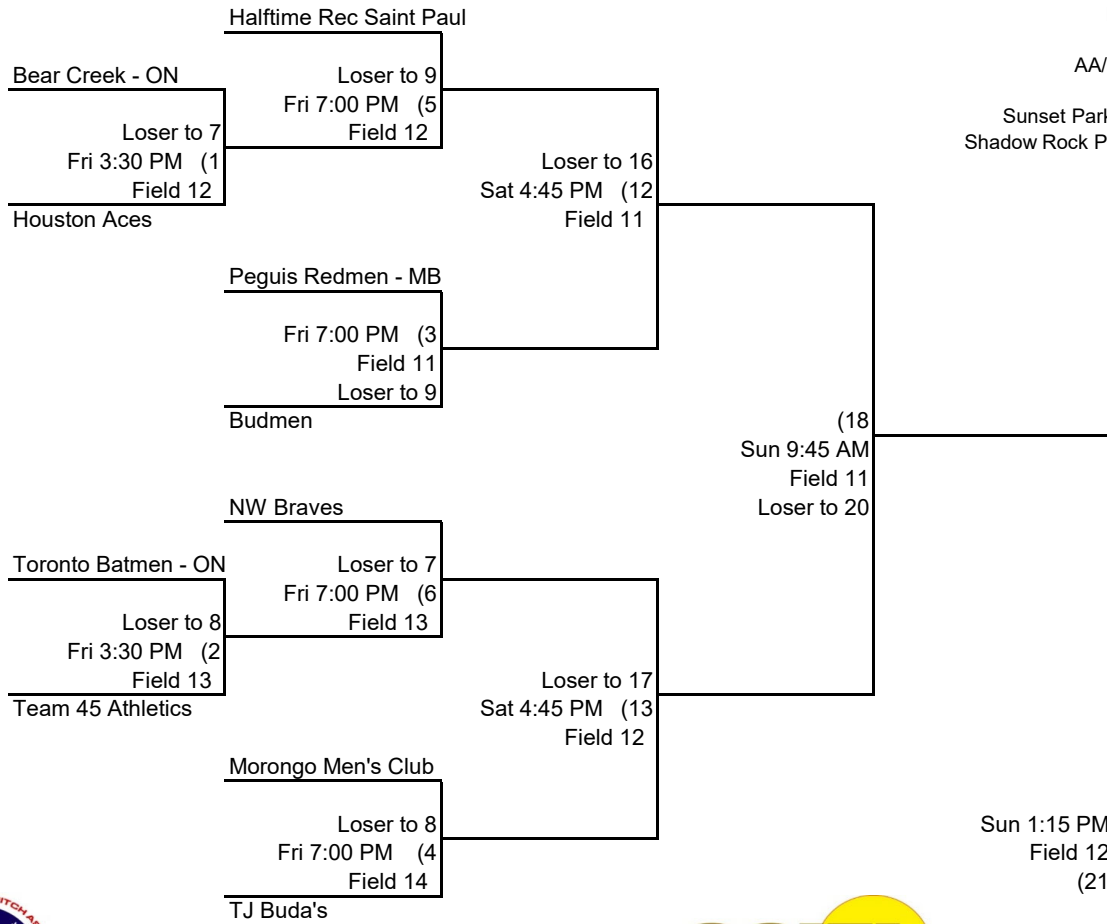 Halftime Rec Saint Paul
AA/
Bear Creek - ON
Loser to 9
Fri 7:00 PM (5
Field 12
Sunset Park
Shadow Rock P
Loser to 7
Fri 3:30 PM (1
Field 12
Houston Aces
Loser to 16
Sat 4:45 PM (12
Field 11
Peguis Redmen - MB
Fri 7:00 PM (3
Field 11
Loser to 9
Budmen
(18
Sun 9:45 AM
Field 11
Loser to 20
NW Braves
Toronto Batmen - ON
Loser to 7
Fri 7:00 PM (6
Field 13
Loser to 8
Fri 3:30 PM (2
Field 13
Team 45 Athletics
Loser to 17
Sat 4:45 PM (13
Field 12
Morongo Men's Club
Loser to 8
Fri 7:00 PM (4
Field 14
TJ Buda's
Sun 1:15 PM
Field 12
(21